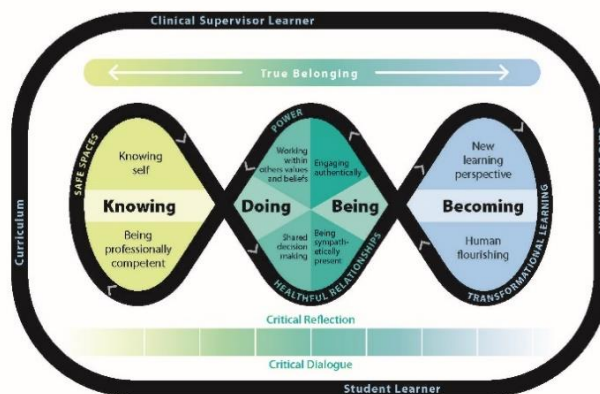 Clinical Supervisor Learner
True Belonging
SAFE SPACES
Knowing
self
Knowing
Being
professionally
competent
POWER
Working
within
others values
and beliefs
Engaging
authentically
Doing
Being
Shared
decision
making
Being
sympath-
etically
present
HEALTHFUL RELATIONSHIPS
New
learning
perspective
Becoming
Human
flourishing
TRANSFORMATIONAL LEARNING
Curriculum
Critical Reflection
Critical Dialogue
Student Learner